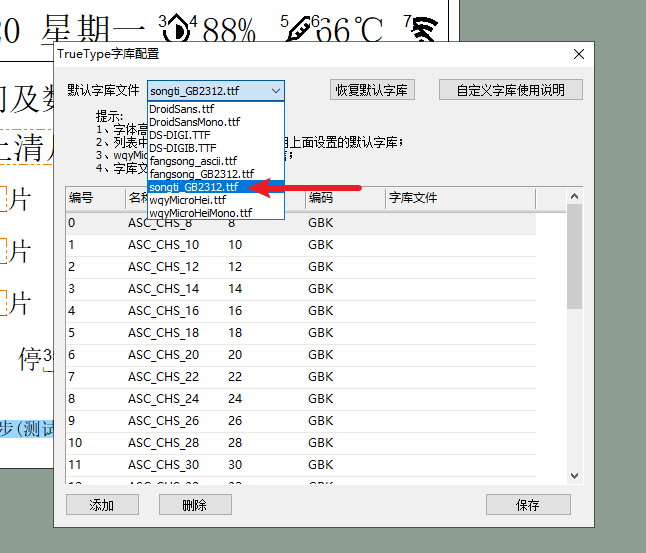 20 星期一 3 4 88% 5 6 66℃ 7
TrueType字库配置
默认字库文件 songti_GB2312.ttf 恢复默认字库 自定义字库使用说明
DroidSans.ttf
DroidSansMono.ttf
DS-DIGI.TTF
DS-DIGIB.TTF
fangsong_ascii.ttf
fangsong_GB2312.ttf
songti_GB2312.ttf
wqyMicroHei.ttf
wqyMicroHeiMono.ttf
提示:
1、字体高
2、列表中 用上面设置的默认字库;
3、wqyMic ;
4、字库文
编号 名称 编码 字库文件
0 ASC_CHS_8 8 GBK
1 ASC_CHS_10 10 GBK
2 ASC_CHS_12 12 GBK
3 ASC_CHS_14 14 GBK
4 ASC_CHS_16 16 GBK
5 ASC_CHS_18 18 GBK
6 ASC_CHS_20 20 GBK
7 ASC_CHS_22 22 GBK
8 ASC_CHS_24 24 GBK
9 ASC_CHS_26 26 GBK
10 ASC_CHS_28 28 GBK
11 ASC_CHS_30 30 GBK
添加 刪除 保存
及数
上清
片
片
片
停 3
步(测试